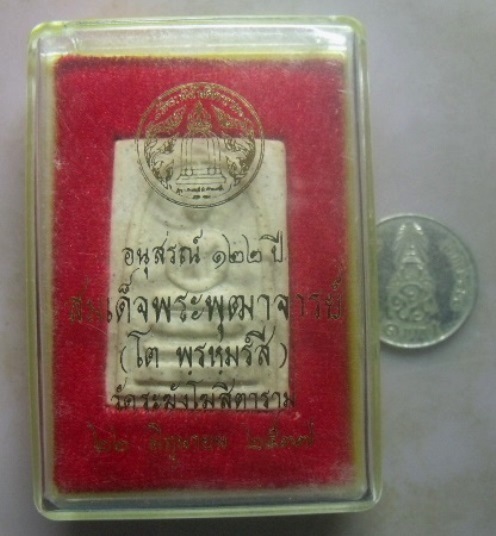 อนุสรณ์ ๑๒๒ ปี
สมเด็จพระพุฒาจารย์
(โต พรหมรังสี)
วัดระฆังโฆสิตาราม
๒๒ มิถุนายน ๒๕๓๗